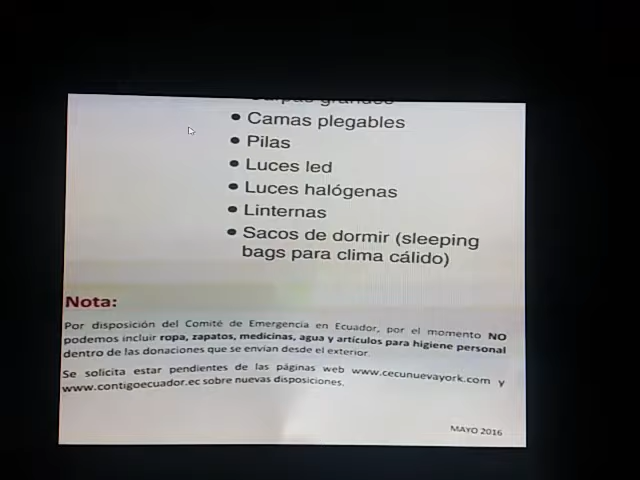 Carpas grandes
• Camas plegables
• Pilas
• Luces led
• Luces halógenas
• Linternas
• Sacos de dormir (sleeping
bags para clima cálido)
Nota:
Por disposición del Comité de Emergencia en Ecuador, por el momento NO
podemos incluir ropa, zapatos, medicinas, agua y artículos para higiene personal
dentro de las donaciones que se envían desde el exterior.
Se solicita estar pendientes de las páginas web www.cecunuevayork.com y
www.contigoecuador.ec sobre nuevas disposiciones.
MAYO 2016